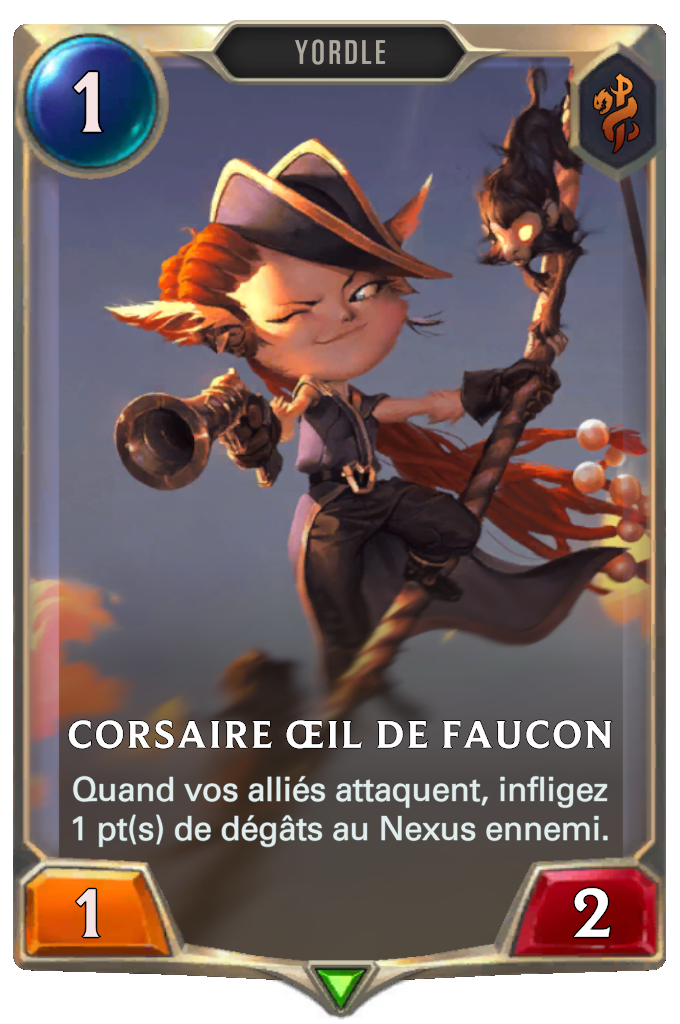 YORDLE
1
CORSAIRE ŒIL DE FAUCON
Quand vos alliés attaquent, infligez
1 pt(s) de dégâts au Nexus ennemi.
1
2